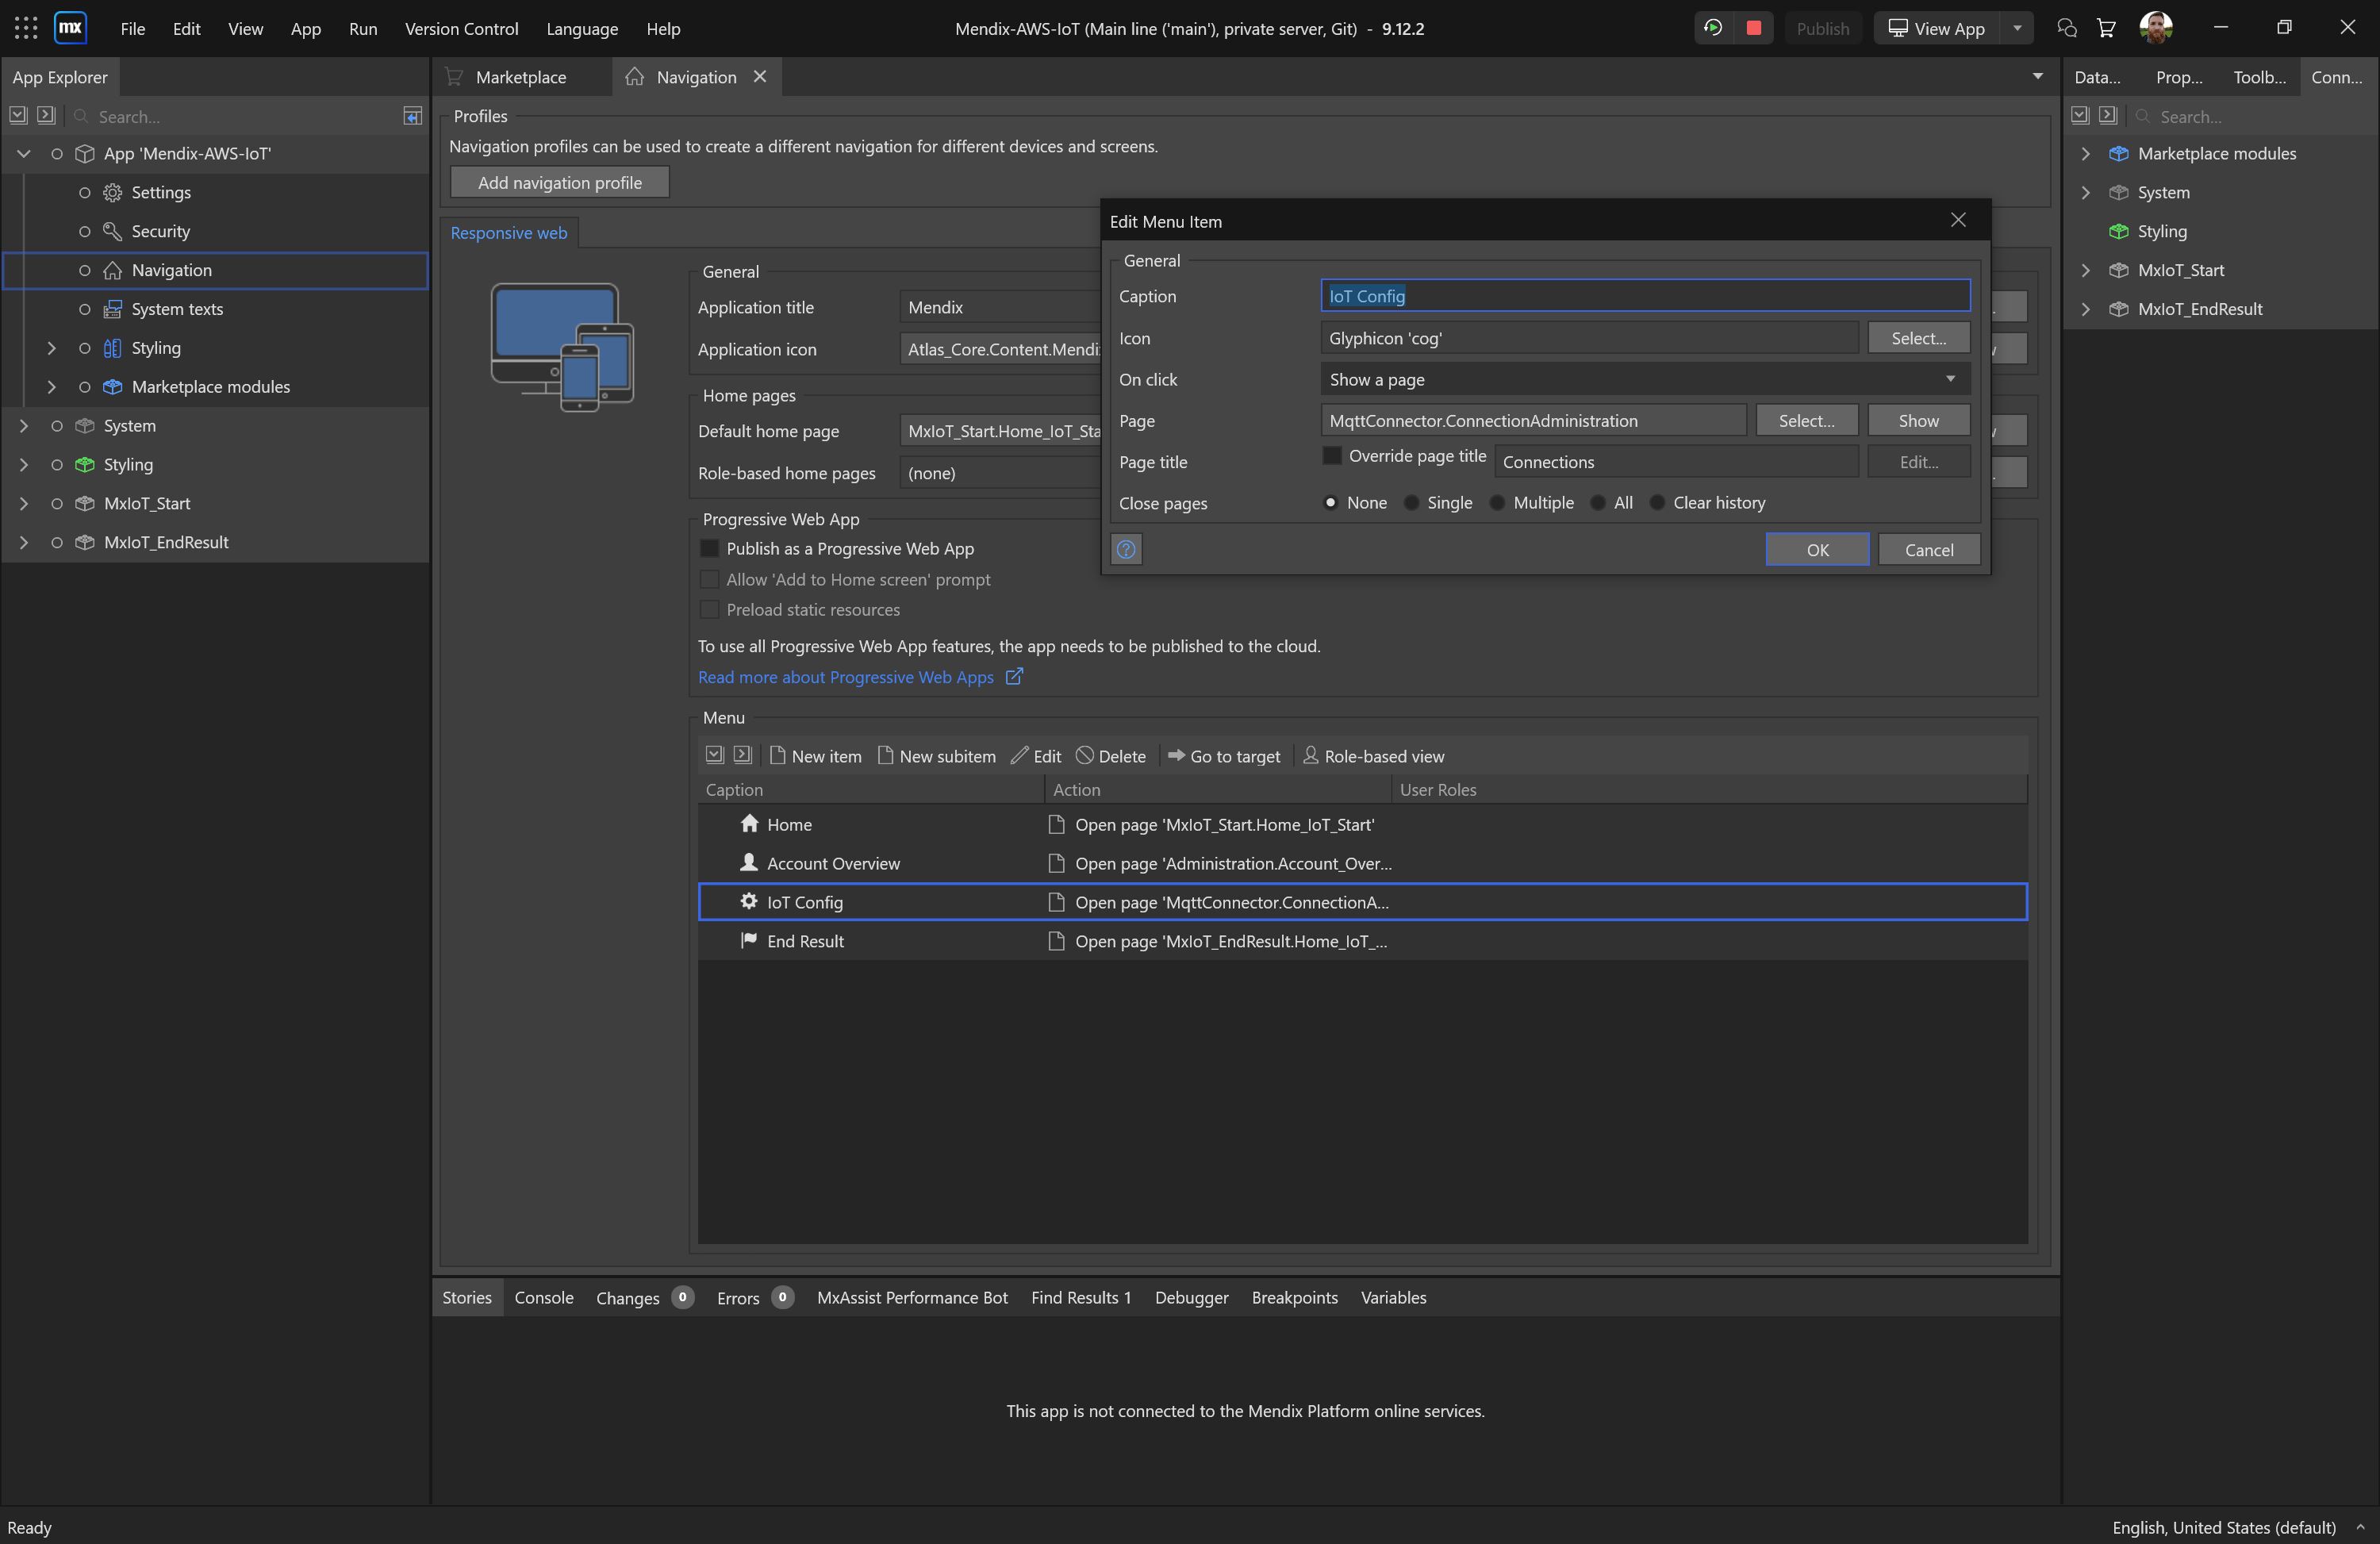 mx File Edit View App Run Version Control Language Help Mendix-AWS-IoT (Main line ('main'), private server, Git) - 9.12.2 Publish View App
App Explorer
Search...
App 'Mendix-AWS-IoT'
Settings
Security
Navigation
System texts
Styling
Marketplace modules
System
Styling
MxIoT_Start
MxIoT_EndResult
Marketplace Navigation
Profiles
Navigation profiles can be used to create a different navigation for different devices and screens.
Add navigation profile
Responsive web
General
Application title Mendix
Application icon Atlas_Core.Content.Mendi
Home pages
Default home page MxIoT_Start.Home_IoT_Sta
Role-based home pages (none)
Progressive Web App
Publish as a Progressive Web App
Allow 'Add to Home screen' prompt
Preload static resources
To use all Progressive Web App features, the app needs to be published to the cloud.
Read more about Progressive Web Apps
Menu
New item New subitem Edit Delete Go to target Role-based view
Caption Action User Roles
Home Open page 'MxIoT_Start.Home_IoT_Start'
Account Overview Open page 'Administration.Account_Over...
IoT Config Open page 'MqttConnector.ConnectionA...
End Result Open page 'MxIoT_EndResult.Home_IoT_...
Edit Menu Item
General
Caption IoT Config
Icon Glyphicon 'cog' Select...
On click Show a page
Page MqttConnector.ConnectionAdministration Select... Show
Page title Override page title Connections Edit...
Close pages None Single Multiple All Clear history
? OK Cancel
Data... Prop... Toolb... Conn...
Search...
Marketplace modules
System
Styling
MxIoT_Start
MxIoT_EndResult
Stories Console Changes 0 Errors 0 MxAssist Performance Bot Find Results 1 Debugger Breakpoints Variables
This app is not connected to the Mendix Platform online services.
Ready English, United States (default)